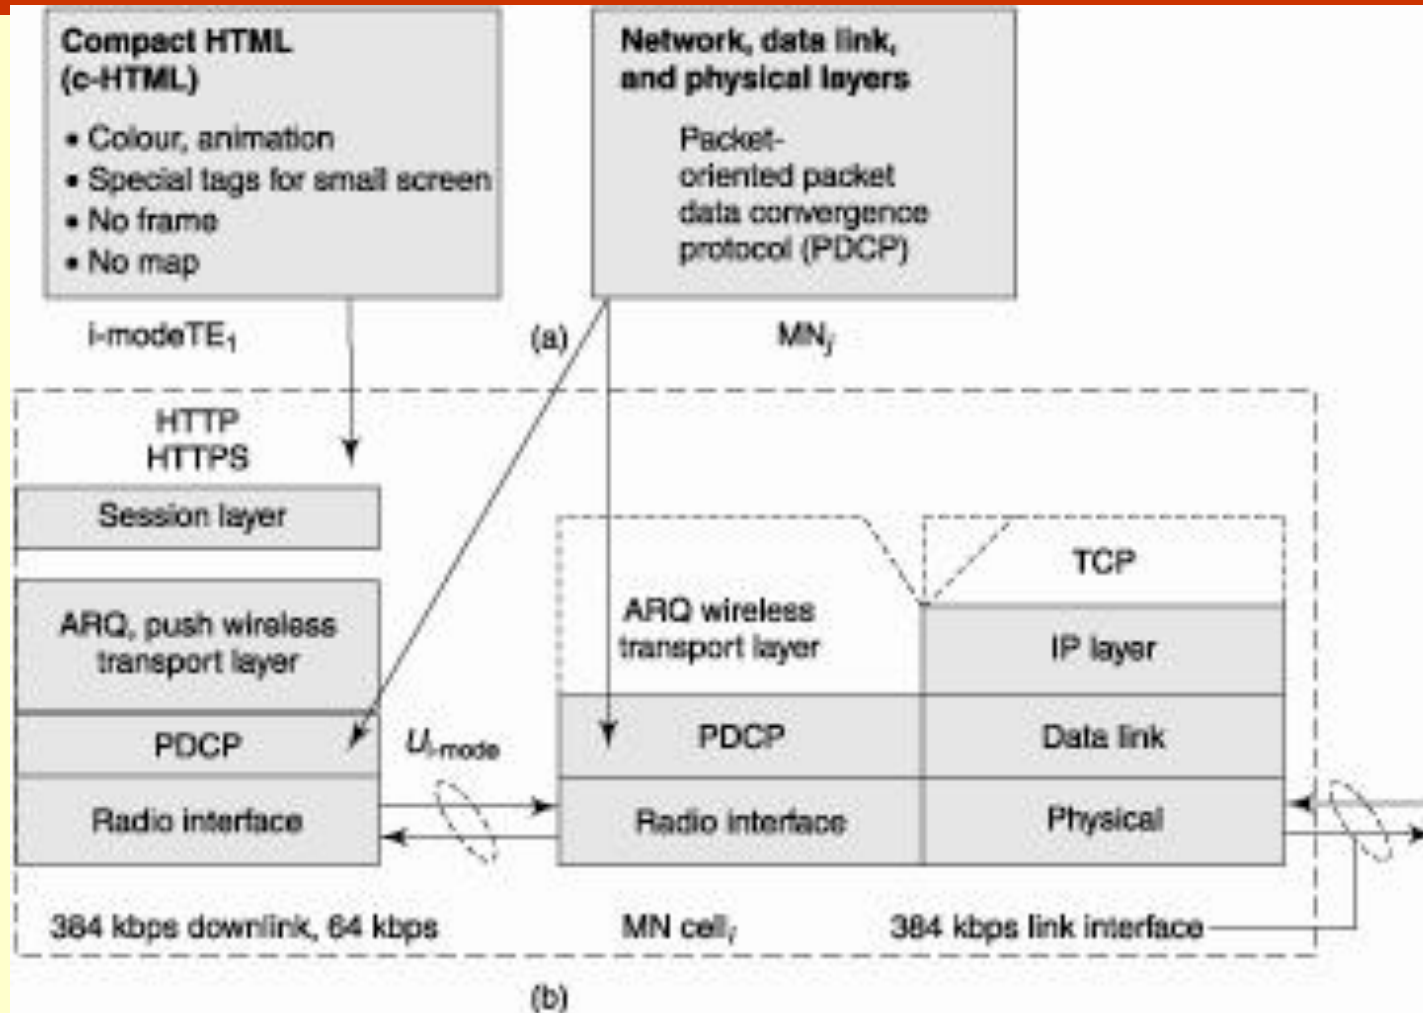 Compact HTML
(c-HTML)
• Colour, animation
• Special tags for small screen
• No frame
• No map
Network, data link,
and physical layers
Packet-
oriented packet
data convergence
protocol (PDCP)
i-modeTE1
(a)
MNj
HTTP
HTTPS
Session layer
ARQ, push wireless
transport layer
PDCP
Radio interface
Ui-mode
ARQ wireless
transport layer
PDCP
Radio interface
TCP
IP layer
Data link
Physical
384 kbps downlink, 64 kbps
MN celli
384 kbps link interface
(b)